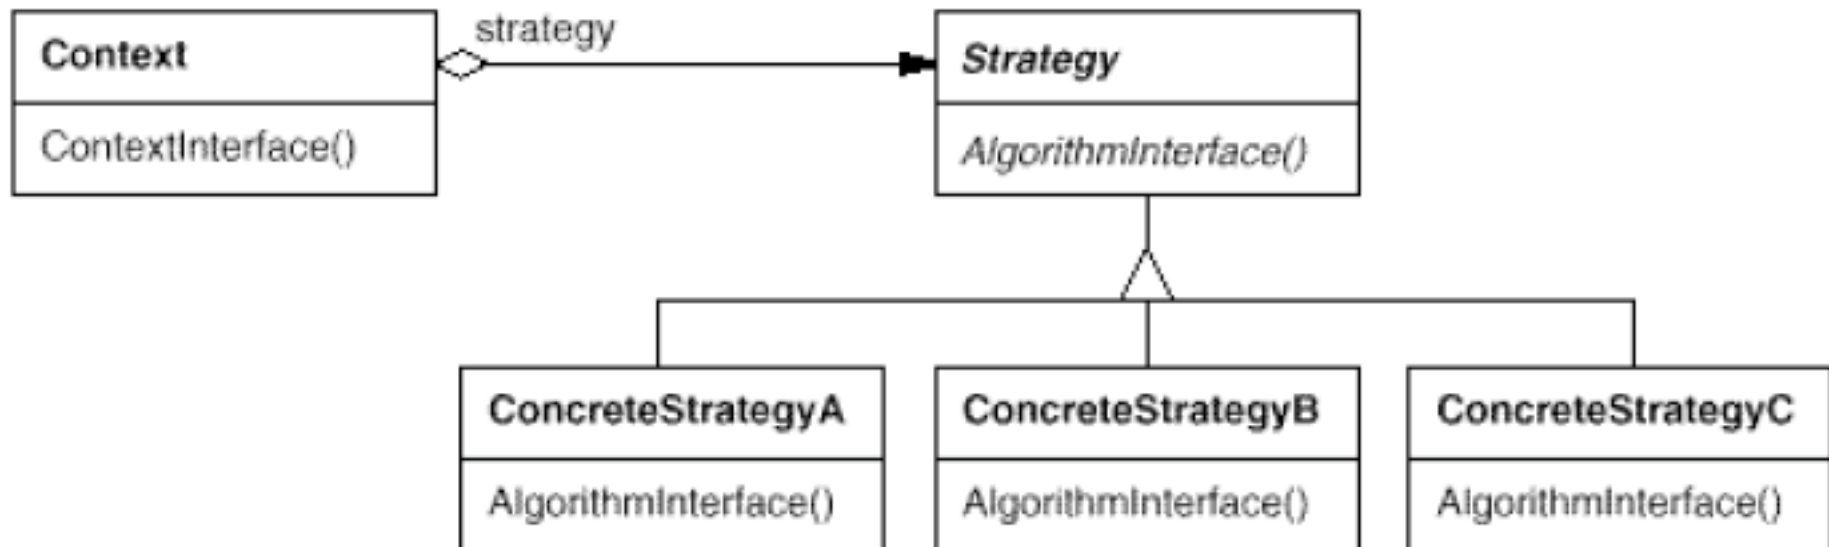 Context
strategy
Strategy
ContextInterface()
AlgorithmInterface()
ConcreteStrategyA
ConcreteStrategyB
ConcreteStrategyC
AlgorithmInterface()
AlgorithmInterface()
AlgorithmInterface()